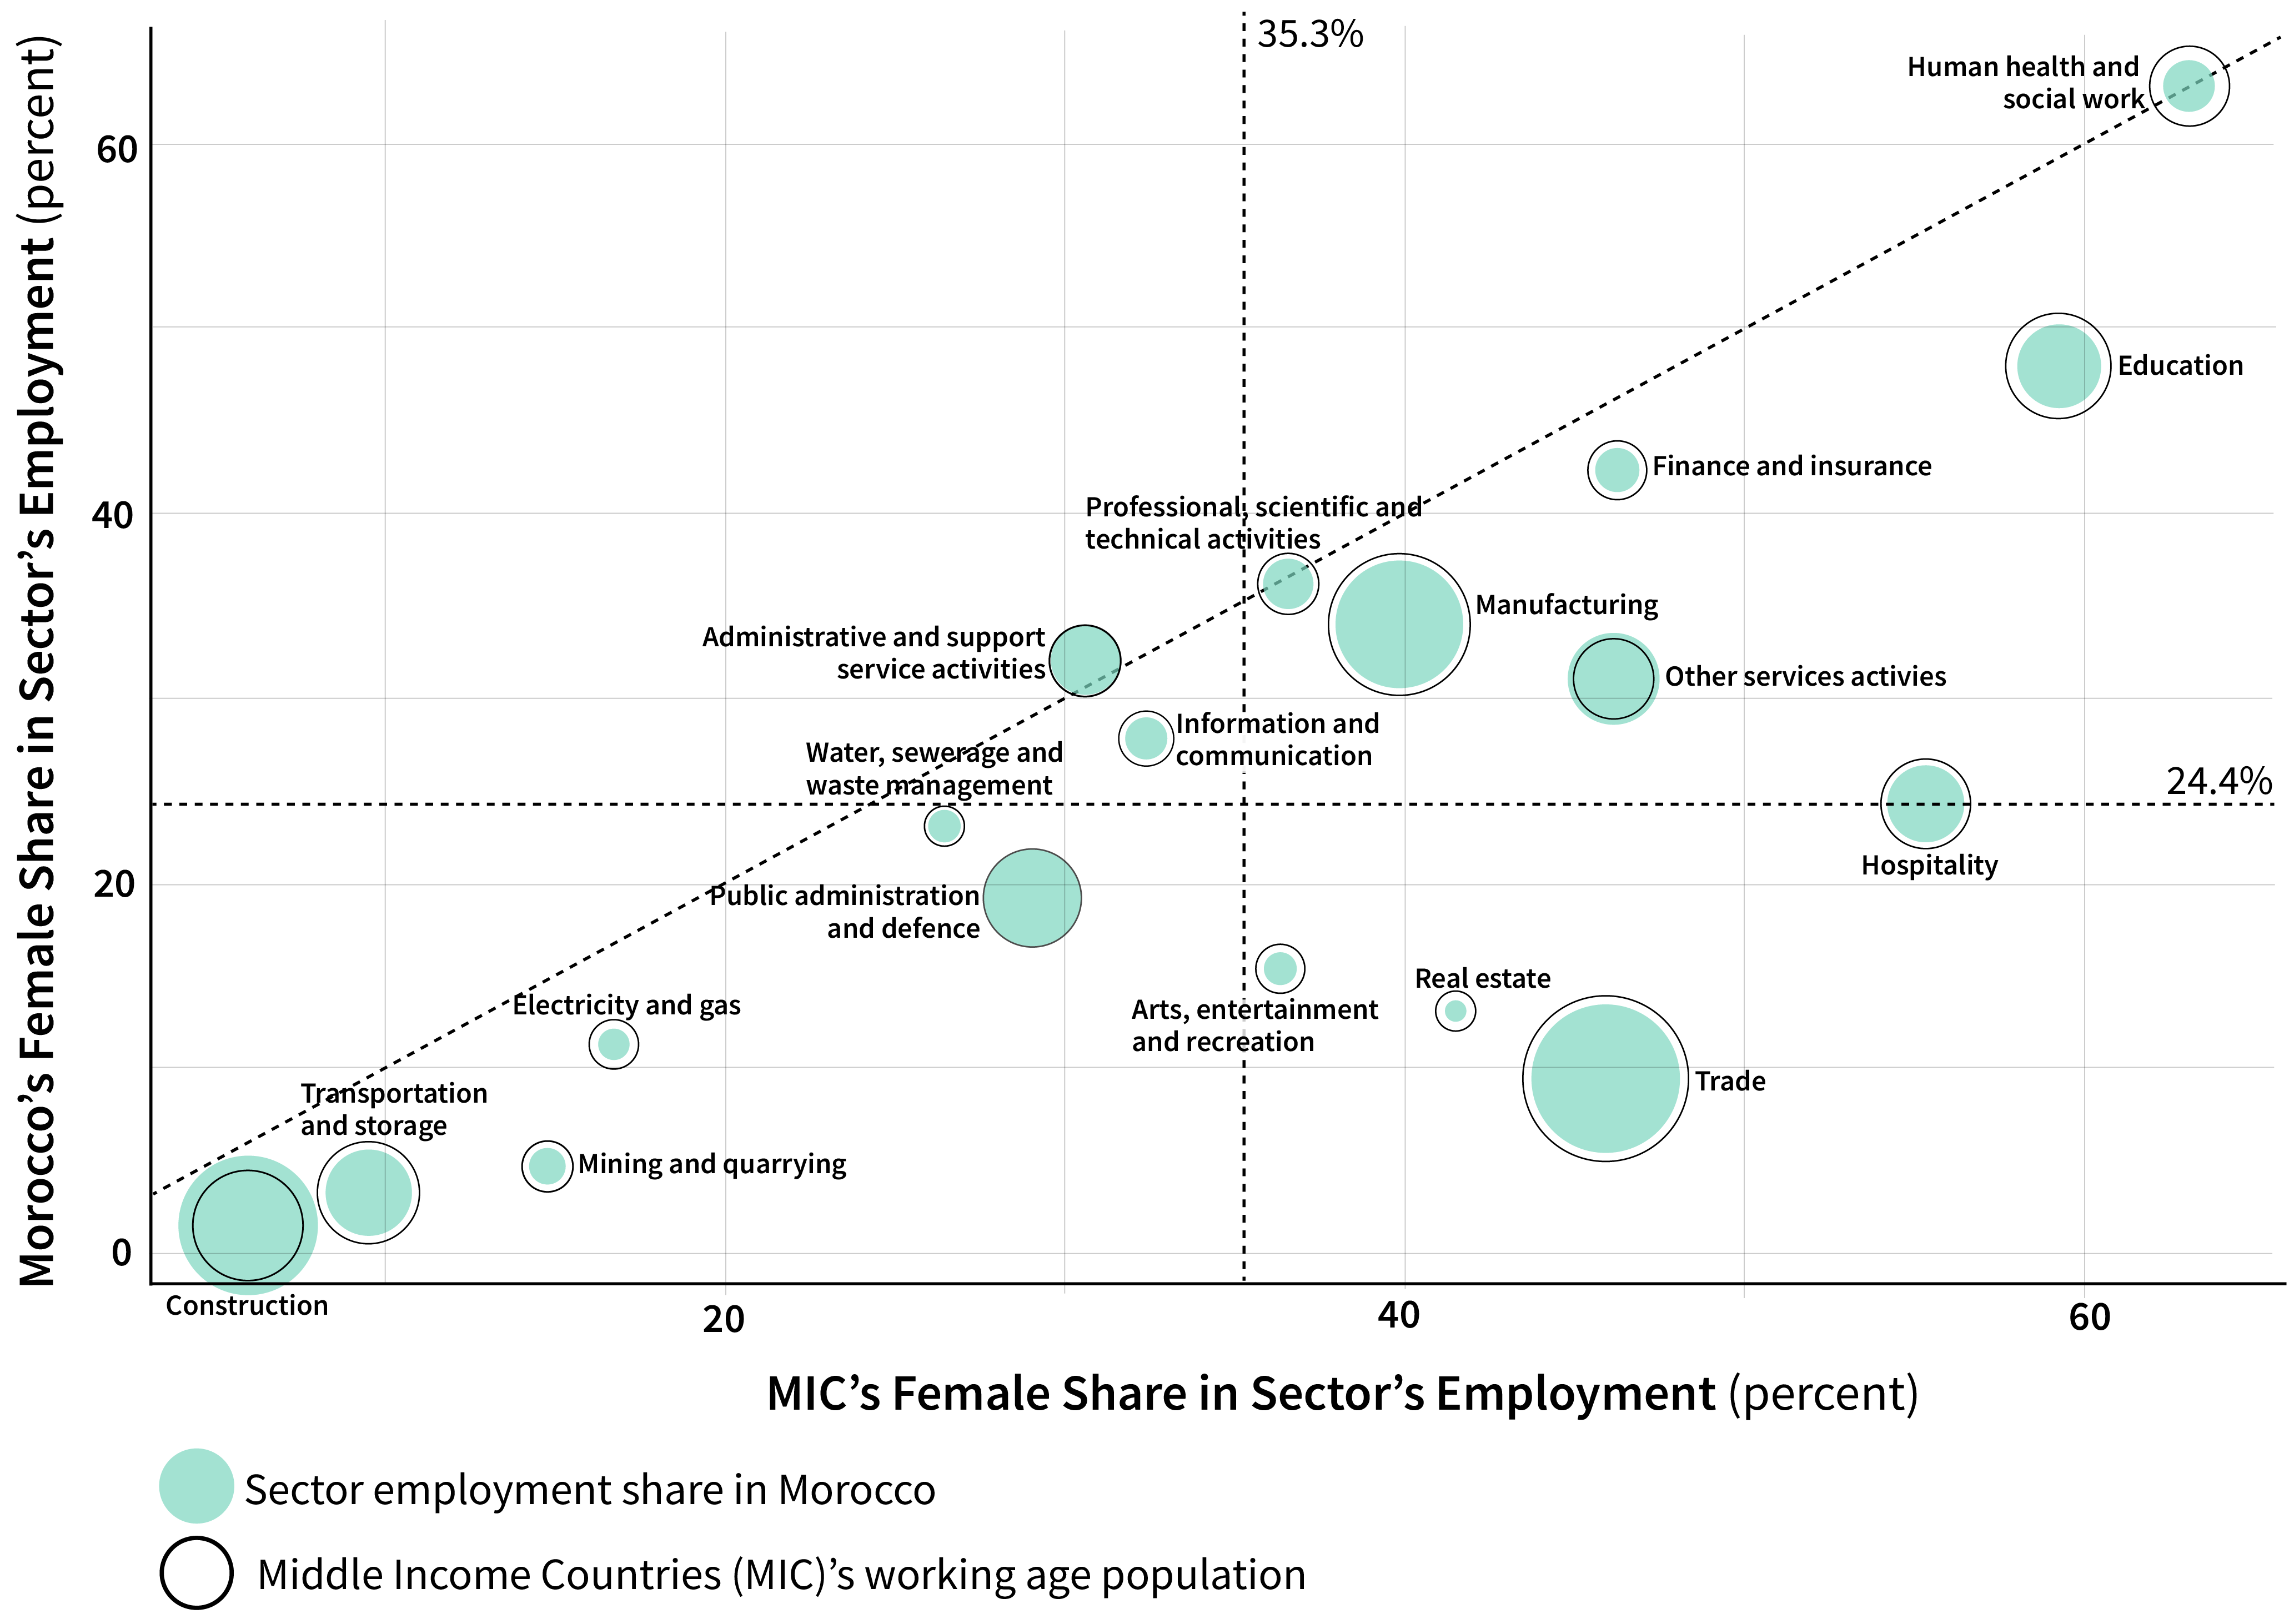 Morocco’s Female Share in Sector’s Employment (percent)
35.3%
Human health and
social work
60
Education
Finance and insurance
Professional, scientific and
technical activities
40
Manufacturing
Administrative and support
service activities
Other services activies
Information and
communication
Water, sewerage and
waste management
24.4%
Hospitality
20
Public administration
and defence
Real estate
Arts, entertainment
and recreation
Electricity and gas
Trade
Transportation
and storage
Mining and quarrying
0
Construction
20
40
60
MIC’s Female Share in Sector’s Employment (percent)
Sector employment share in Morocco
Middle Income Countries (MIC)’s working age population